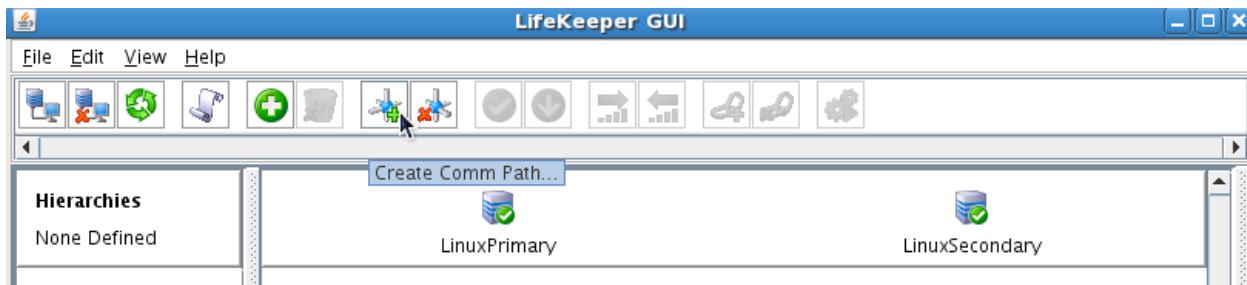 LifeKeeper GUI
File Edit View Help
Create Comm Path...
Hierarchies
None Defined
LinuxPrimary
LinuxSecondary